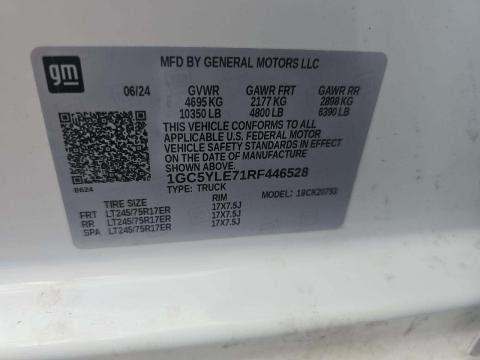 gm
MFD BY GENERAL MOTORS LLC
06/24 GVWR GAWR FRT GAWR RR
4695 KG 2177 KG 2898 KG
10350 LB 4800 LB 6390 LB
THIS VEHICLE CONFORMS TO ALL
APPLICABLE U.S. FEDERAL MOTOR
VEHICLE SAFETY STANDARDS IN
EFFECT ON THE DATE OF
MANUFACTURE SHOWN ABOVE.
1GC5YLE71RF446528
B624 TYPE: TRUCK MODEL:
TIRE SIZE RIM
FRT LT245/75R17ER 17X7.5J
RR LT245/75R17ER 17X7.5J
SPA LT245/75R17ER 17X7.5J